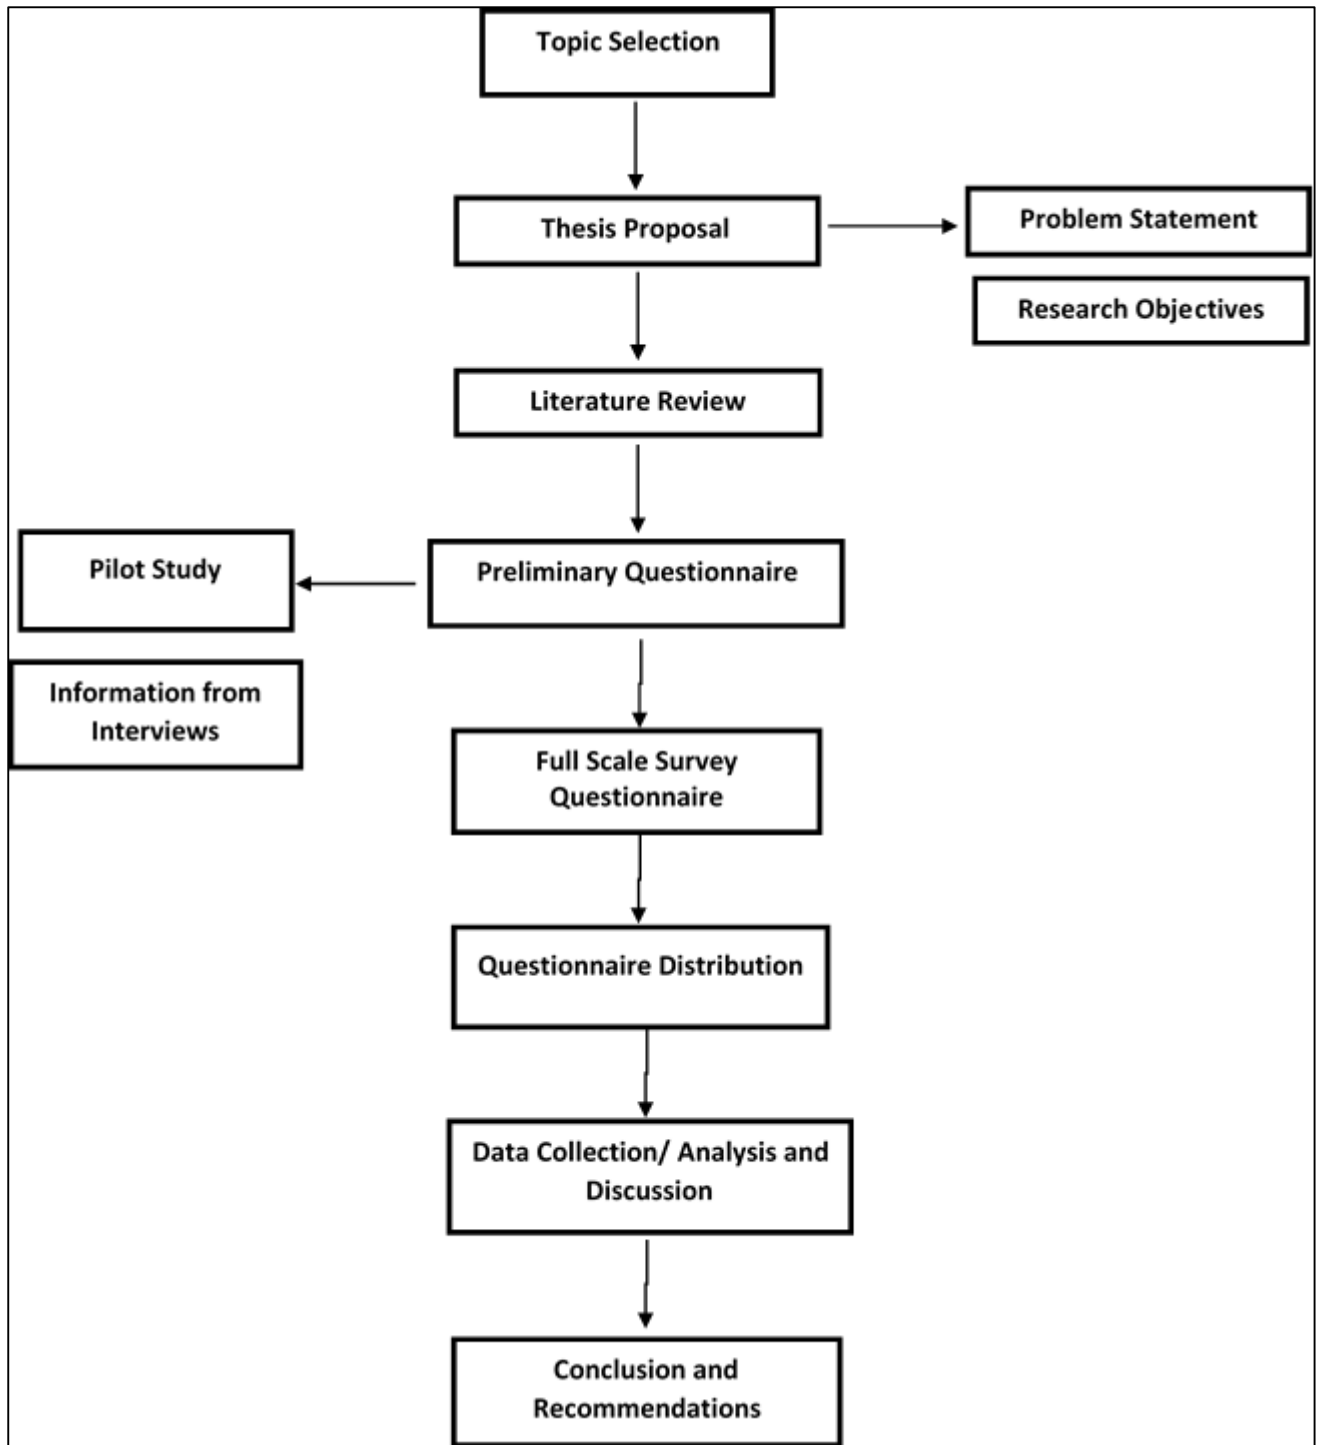 Topic Selection
Thesis Proposal
Problem Statement
Research Objectives
Literature Review
Pilot Study
Preliminary Questionnaire
Information from
Interviews
Full Scale Survey
Questionnaire
Questionnaire Distribution
Data Collection/ Analysis and
Discussion
Conclusion and
Recommendations